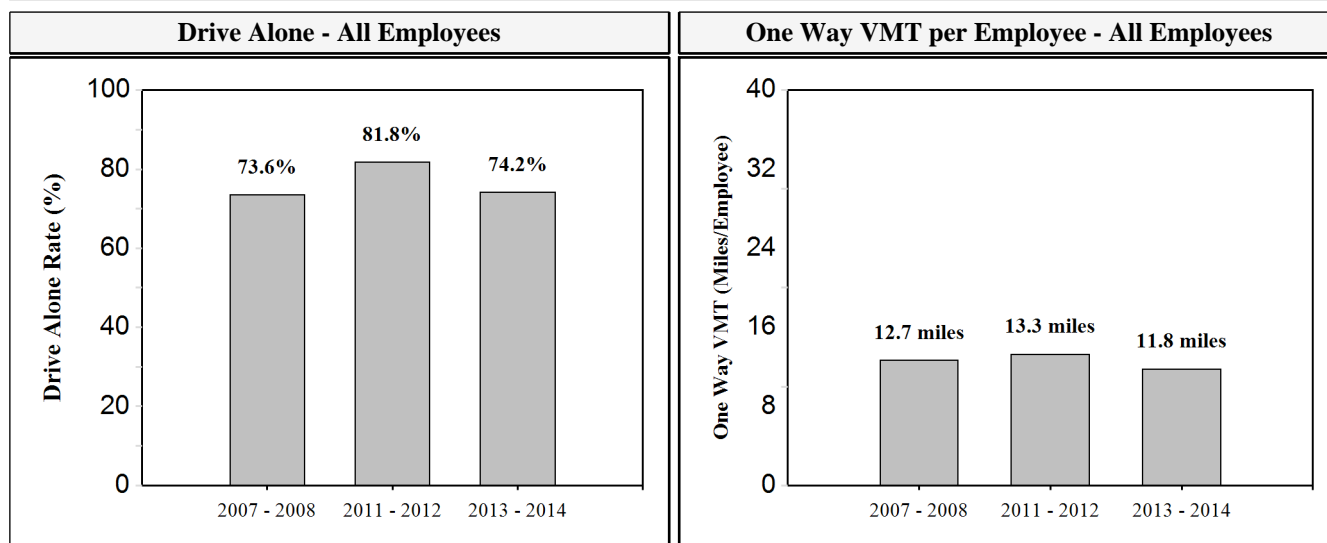 Drive Alone - All Employees
One Way VMT per Employee - All Employees
Drive Alone Rate (%)
100
80
60
40
20
0
73.6%
81.8%
74.2%
2007 - 2008
2011 - 2012
2013 - 2014
One Way VMT (Miles/Employee)
40
32
24
16
8
0
12.7 miles
13.3 miles
11.8 miles
2007 - 2008
2011 - 2012
2013 - 2014